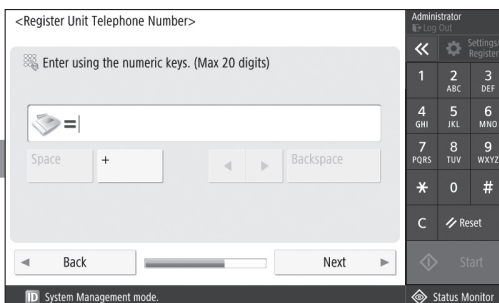 <Register Unit Telephone Number>
Enter using the numeric keys. (Max 20 digits)
=
Space
+
◀
▶
Backspace
◀ Back
Next ▶
ID System Management mode.
Administrator
Log Out
Settings/
Register
1
2 ABC
3 DEF
4 GHI
5 JKL
6 MNO
7 PQRS
8 TUV
9 WXYZ
*
0
#
C
Reset
Start
Status Monitor